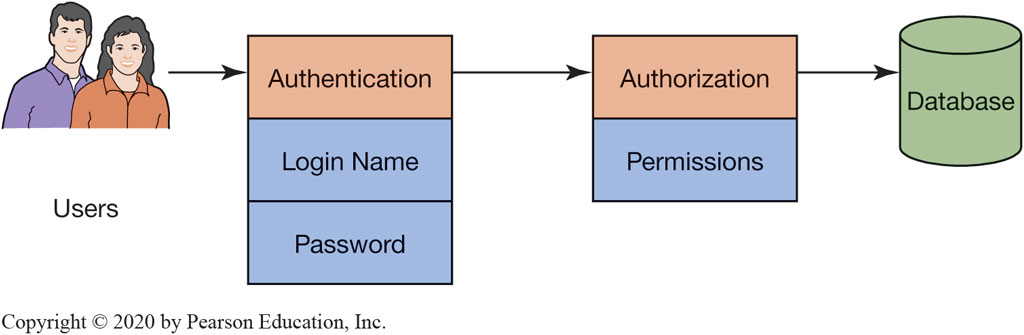 Users
Authentication
Login Name
Password
Authorization
Permissions
Database
Copyright © 2020 by Pearson Education, Inc.